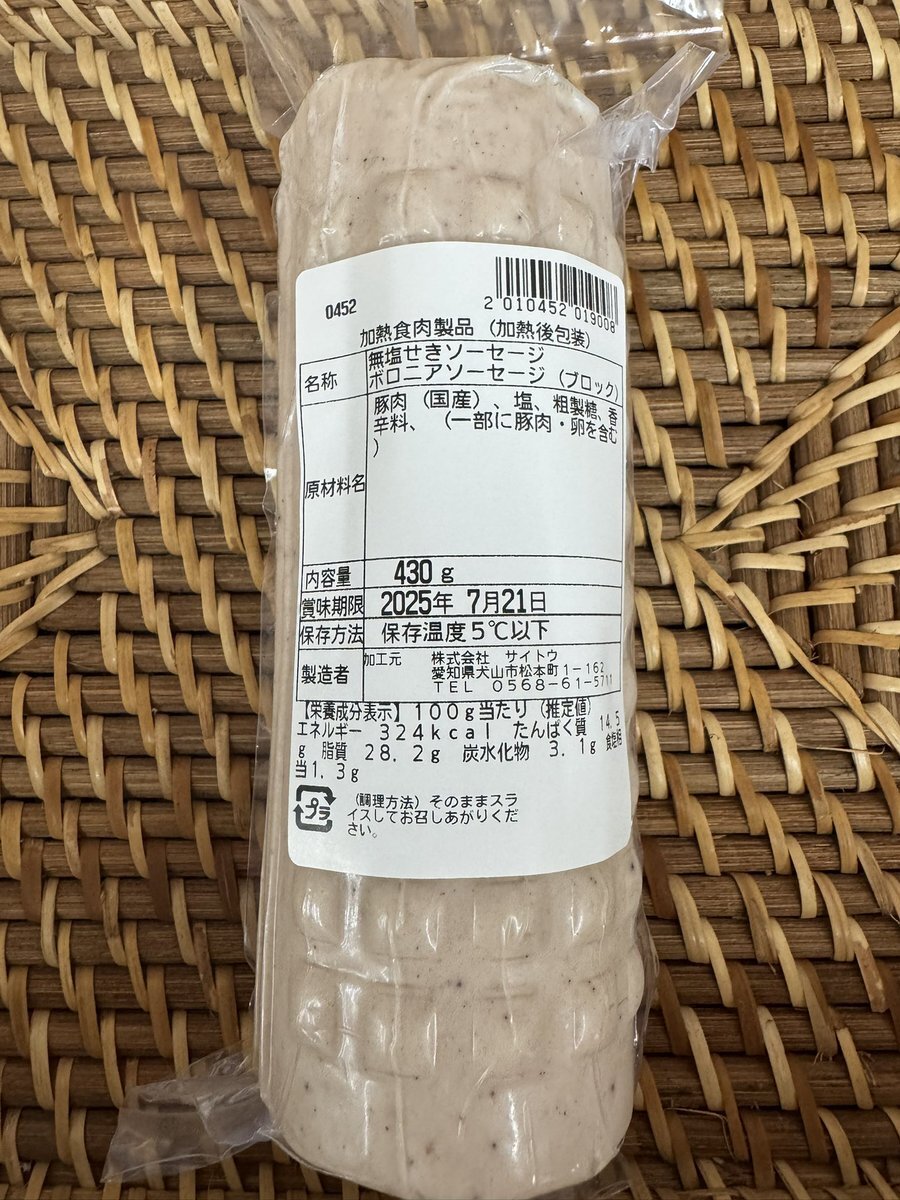 0452
2 010452 019008
加熱食肉製品 (加熱後包装)
名称
無塩せきソーセージ
ボロニアソーセージ (ブロック)
原材料名
豚肉 (国産) 、塩、粗製糖、香
辛料、 (一部に豚肉・卵を含む
)
内容量 430 g
賞味期限 2025年 7月21日
保存方法 保存温度5℃以下
製造者
加工元 株式会社 サイトウ
愛知県犬山市松本町1-162
TEL 0568-61-5711
【栄養成分表示】100g当たり (推定値)
エネルギー 324kcal たんぱく質 14.5
g 脂質 28.2g 炭水化物 3.1g 食塩相
当1.3g
プラ
(調理方法) そのままスラ
イスしてお召しあがりくだ
さい。